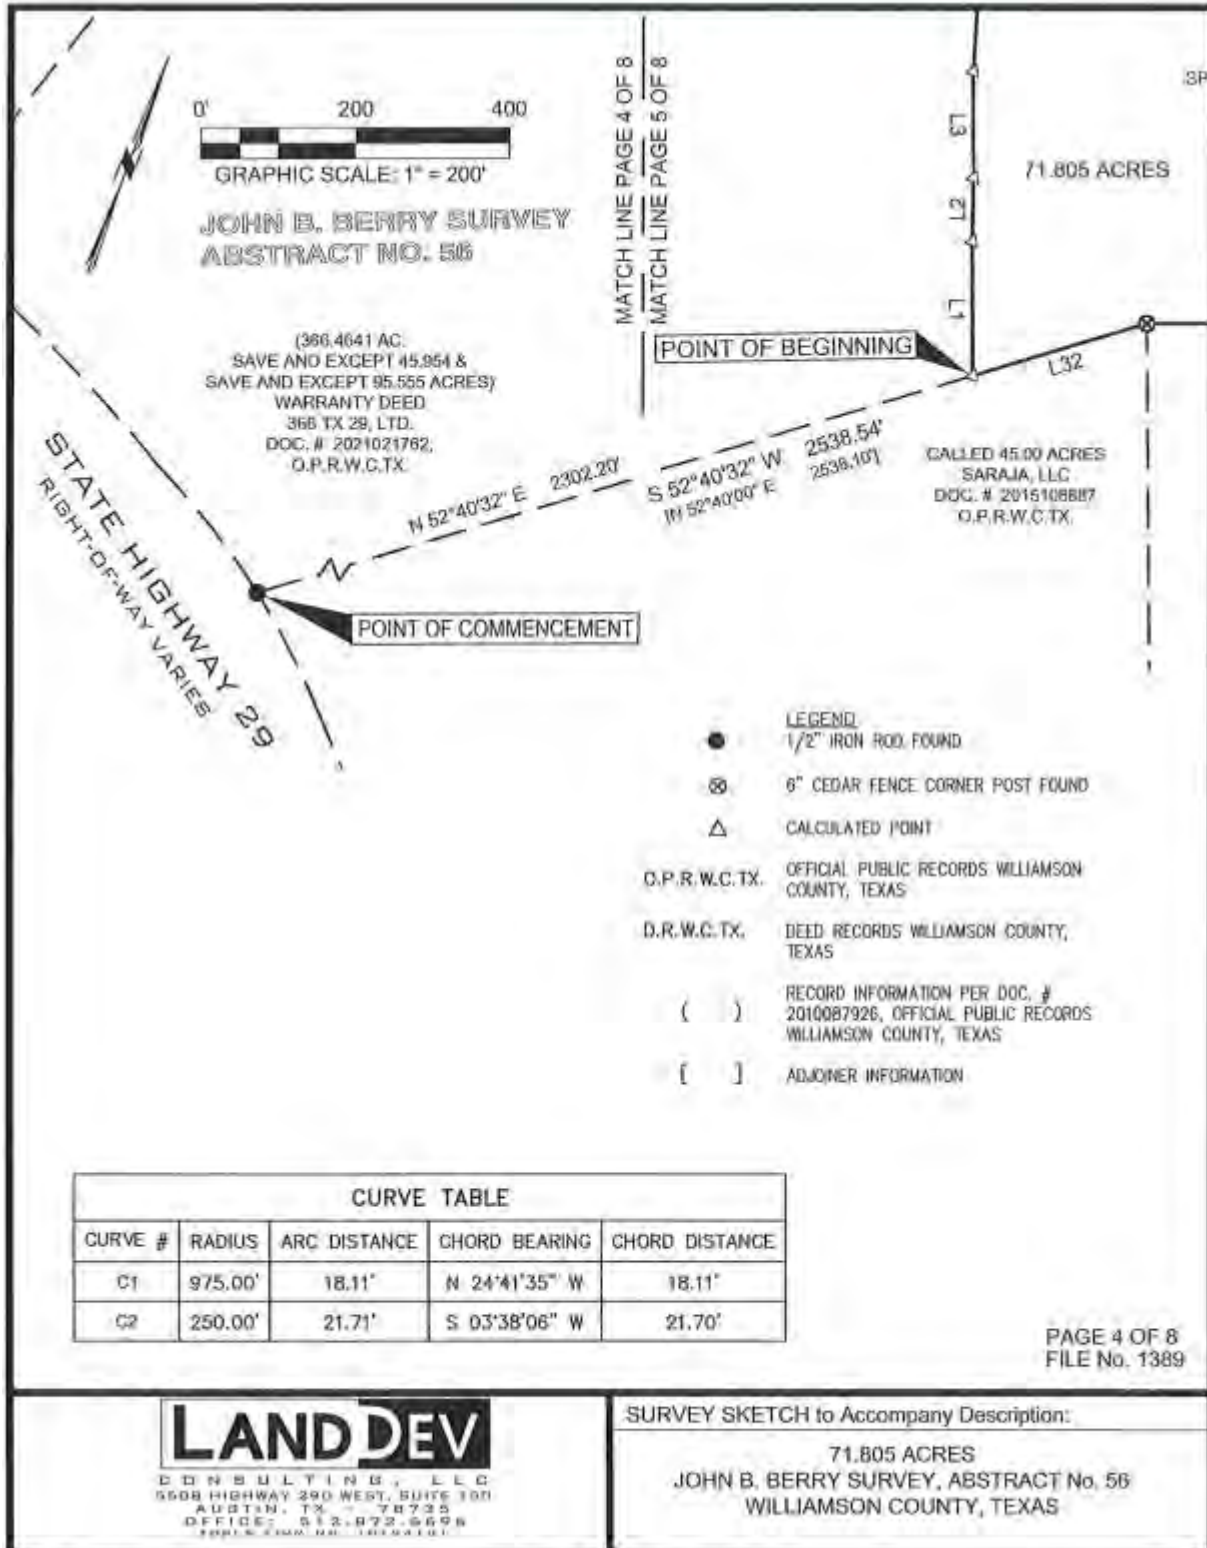 0' 200 400
GRAPHIC SCALE: 1" = 200'
JOHN B. BERRY SURVEY
ABSTRACT NO. 56
MATCH LINE PAGE 4 OF 8
MATCH LINE PAGE 5 OF 8
L3
L2
L1
SP
71.805 ACRES
POINT OF BEGINNING
L32
(366.4641 AC.
SAVE AND EXCEPT 45.954 &
SAVE AND EXCEPT 95.555 ACRES)
WARRANTY DEED
366 TX 29, LTD.
DOC. # 2021021762,
O.P.R.W.C.TX.
N 52°40'32" E 2302.20'
S 52°40'32" W 2538.54'
[N 52°40'00" E 2538.10']
CALLED 45.00 ACRES
SARAJA, LLC
DOC. # 2015108687
O.P.R.W.C.TX.
STATE HIGHWAY 29
RIGHT-OF-WAY VARIES
POINT OF COMMENCEMENT
LEGEND
1/2" IRON ROD FOUND
6" CEDAR FENCE CORNER POST FOUND
CALCULATED POINT
O.P.R.W.C.TX. OFFICIAL PUBLIC RECORDS WILLIAMSON
COUNTY, TEXAS
D.R.W.C.TX. DEED RECORDS WILLIAMSON COUNTY,
TEXAS
( ) RECORD INFORMATION PER DOC. #
2010087926, OFFICIAL PUBLIC RECORDS
WILLIAMSON COUNTY, TEXAS
[ ] ADJOINER INFORMATION
CURVE TABLE
CURVE # RADIUS ARC DISTANCE CHORD BEARING CHORD DISTANCE
C1 975.00' 18.11' N 24°41'35" W 18.11'
C2 250.00' 21.71' S 03°38'06" W 21.70'
PAGE 4 OF 8
FILE No. 1389
LANDDEV
CONSULTING, LLC
5508 HIGHWAY 290 WEST, SUITE 150
AUSTIN, TX - 78735
OFFICE: 512.872.6696
SURVEY SKETCH to Accompany Description:
71.805 ACRES
JOHN B. BERRY SURVEY, ABSTRACT No. 56
WILLIAMSON COUNTY, TEXAS